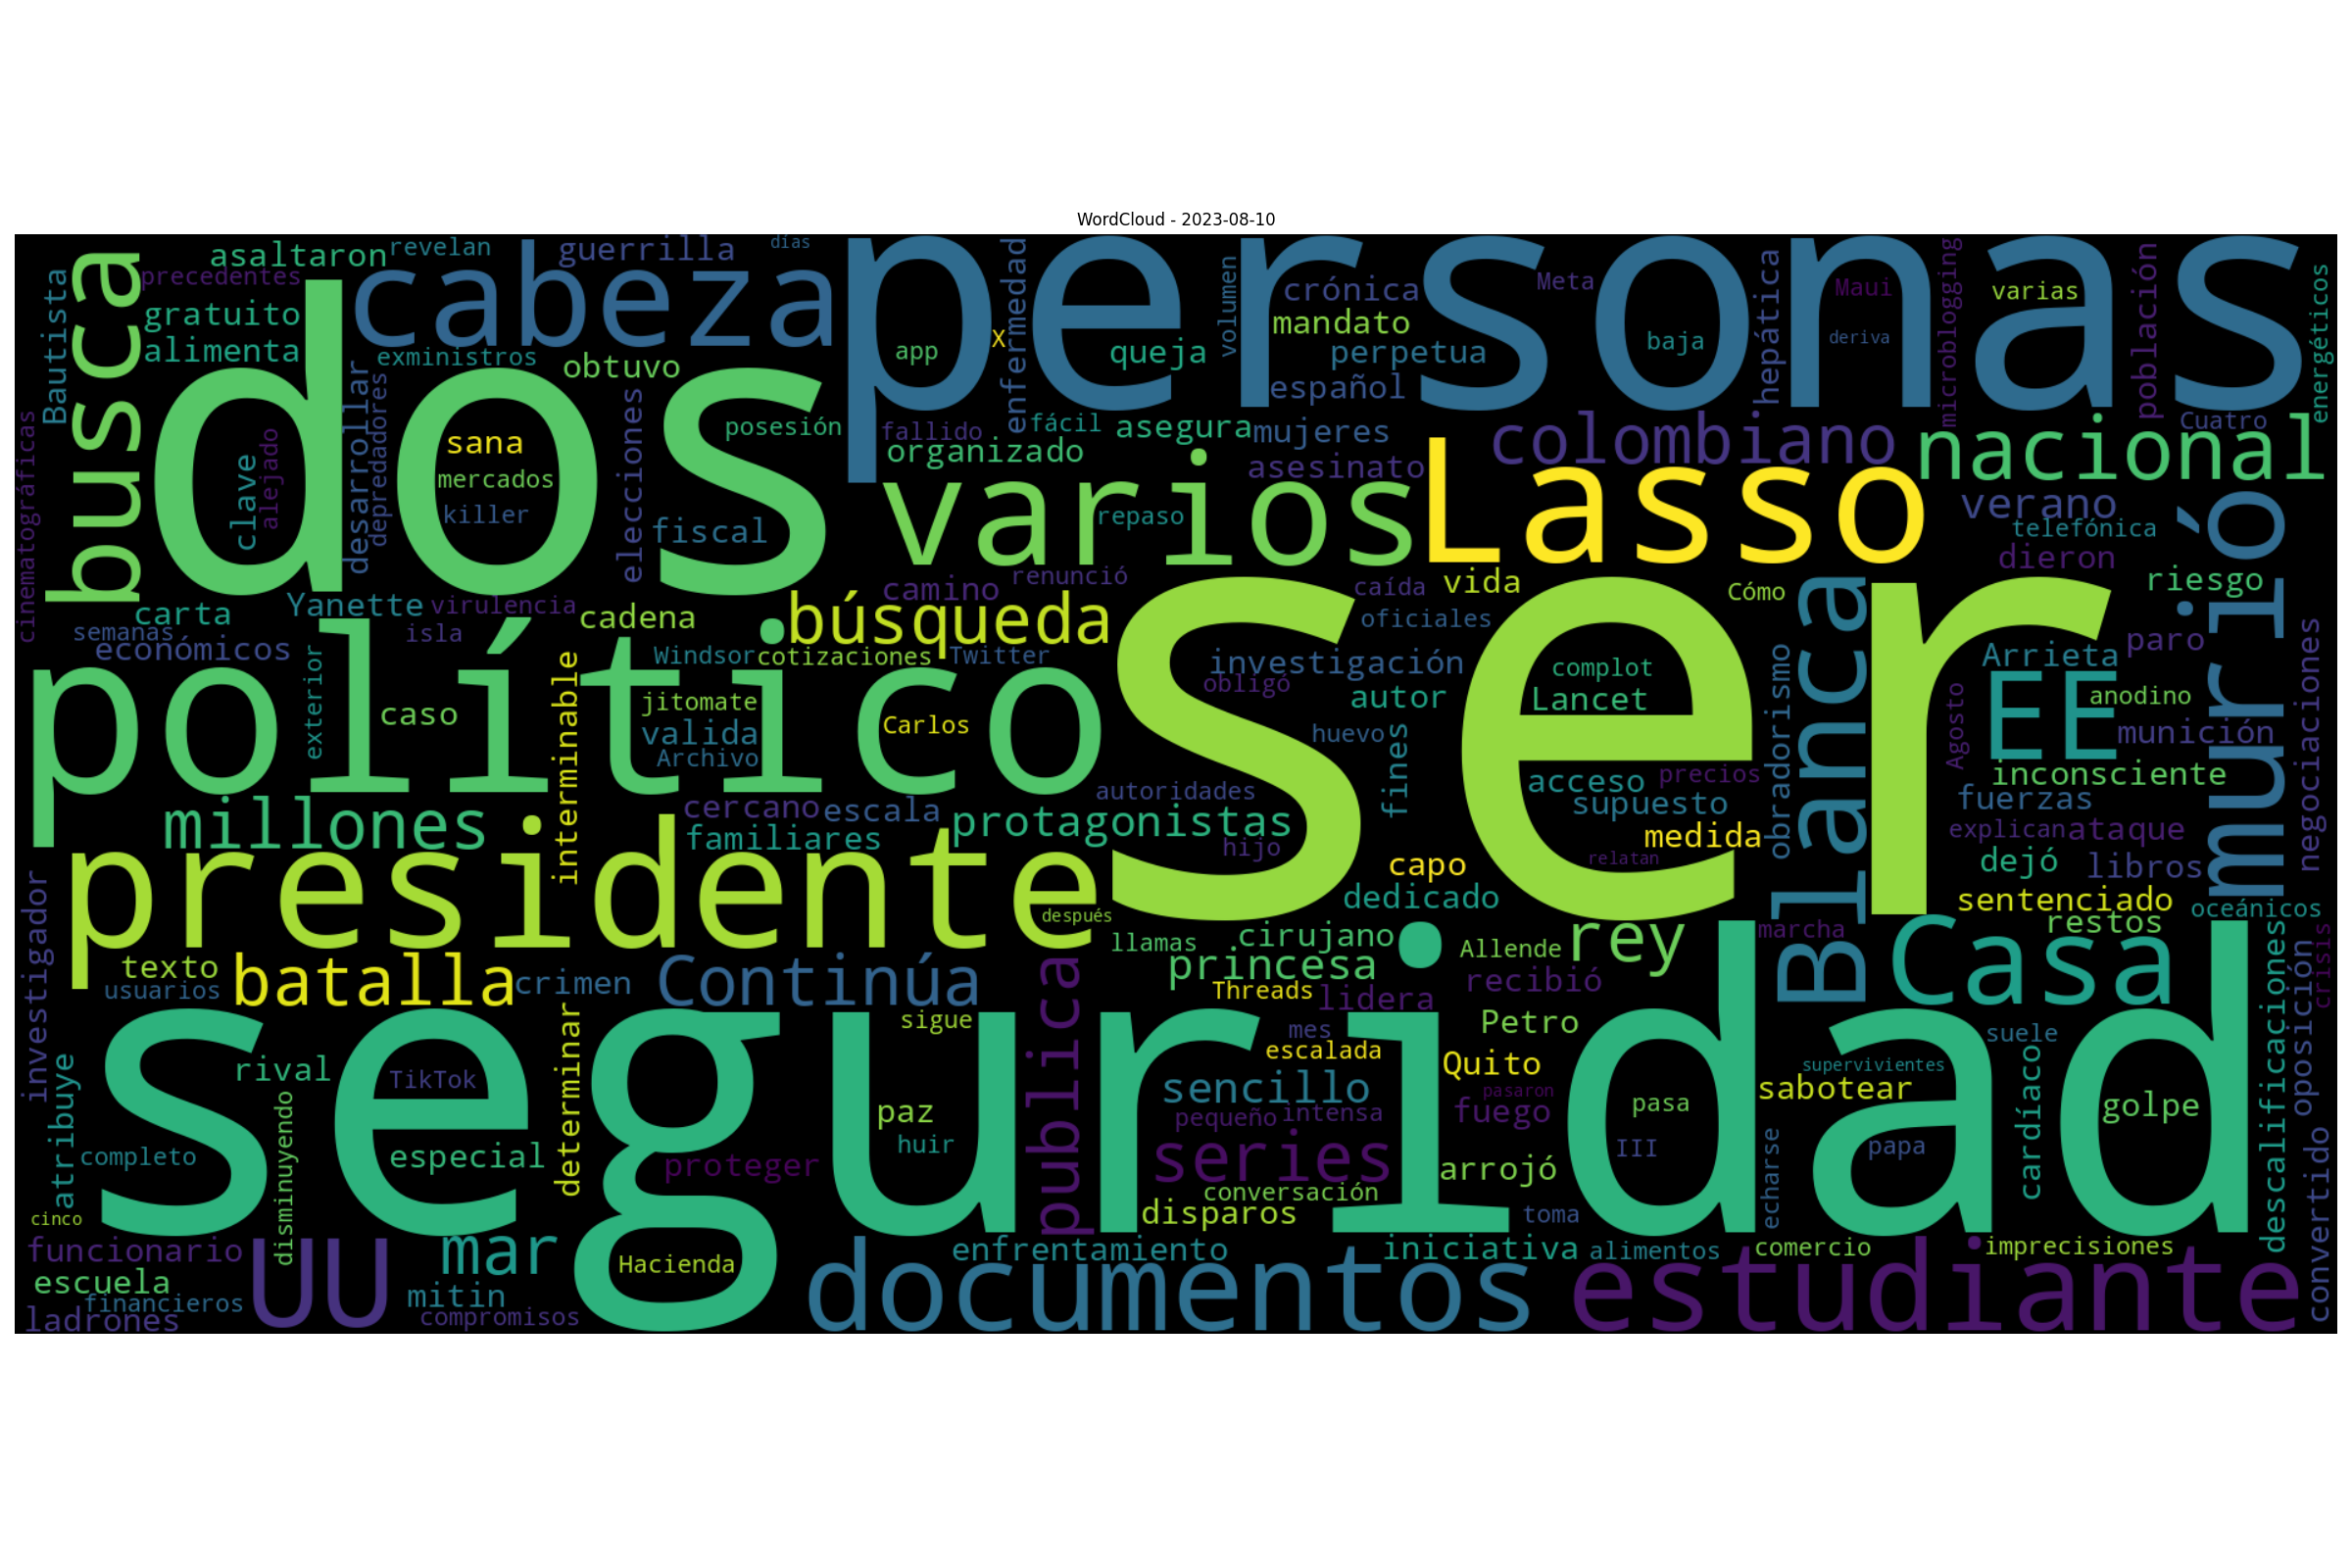 WordCloud - 2023-08-10
busca
dos
cabeza
personas
asaltaron
revelan
guerrilla
días
precedentes
Bautista
gratuito
alimenta
exministros
obtuvo
desarrollar
depredadores
cinematográficas
clave
alejado
sana
mercados
killer
elecciones
posesión
fiscal
app
X
enfermedad
fallido
fácil
organizado
asegura
queja
volumen
crónica
mandato
perpetua
español
mujeres
asesinato
Meta
baja
hepática
Maui
deriva
microblogging
varias
población
energéticos
Cuatro
colombiano
nacional
varios
repaso
Lasso
verano
telefónica
dieron
riesgo
murió
carta
Yanette
virulencia
isla
semanas
económicos
cadena
camino
renunció
búsqueda
caída
vida
oficiales
Cómo
Blanca
paro
Arrieta
político
exterior
caso
interminable
Windsor
cotizaciones
Twitter
jitomate
valida
Archivo
Carlos
ser
investigación
obligó
autor
huevo
fines
complot
Lancet
obradorismo
acceso
precios
supuesto
medida
relatan
EE
anodino
munición
Agosto
inconsciente
fuerzas
explican
ataque
negociaciones
dejó
libros
sentenciado
restos
oceánicos
millones
cercano
escala
familiares
autoridades
protagonistas
hijo
capo
dedicado
presidente
después
llamas
cirujano
princesa
Allende
rey
marcha
Casa
investigador
texto
usuarios
batalla
crimen
Continúa
publica
Threads
lidera
recibió
descalificaciones
oposición
crisis
seguridad
determinar
rival
TikTok
atribuye
completo
disminuyendo
especial
cinco
sigue
paz
huir
proteger
mes
escalada
sencillo
pequeño
intensa
series
conversación
disparos
Petro
Quito
pasaron
fuego
arrojó
toma
III
pasa
echarse
supervivientes
sabotear
papa
suele
cardíaco
golpe
convertido
funcionario
escuela
financieros
ladrones
UU
mar
mitin
compromisos
Hacienda
enfrentamiento
documentos
iniciativa
alimentos
comercio
imprecisiones
estudiante